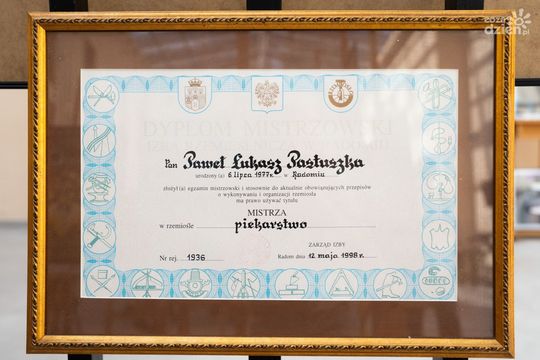 cozadzień.pl
DYPLOM MISTRZOWSKI
Pan Paweł Łukasz Pastuszka
urodzony (a) 6 lipca 1977 r. w Radomiu
złożył (a) egzamin mistrzowski i stosownie do aktualnie obowiązujących przepisów
o wykonywaniu i organizacji rzemiosła
ma prawo używać tytułu
MISTRZA
w rzemiośle piekarstwo
ZARZĄD IZBY
Nr rej. 1936 Radom dnia 12 maja 1998 r.